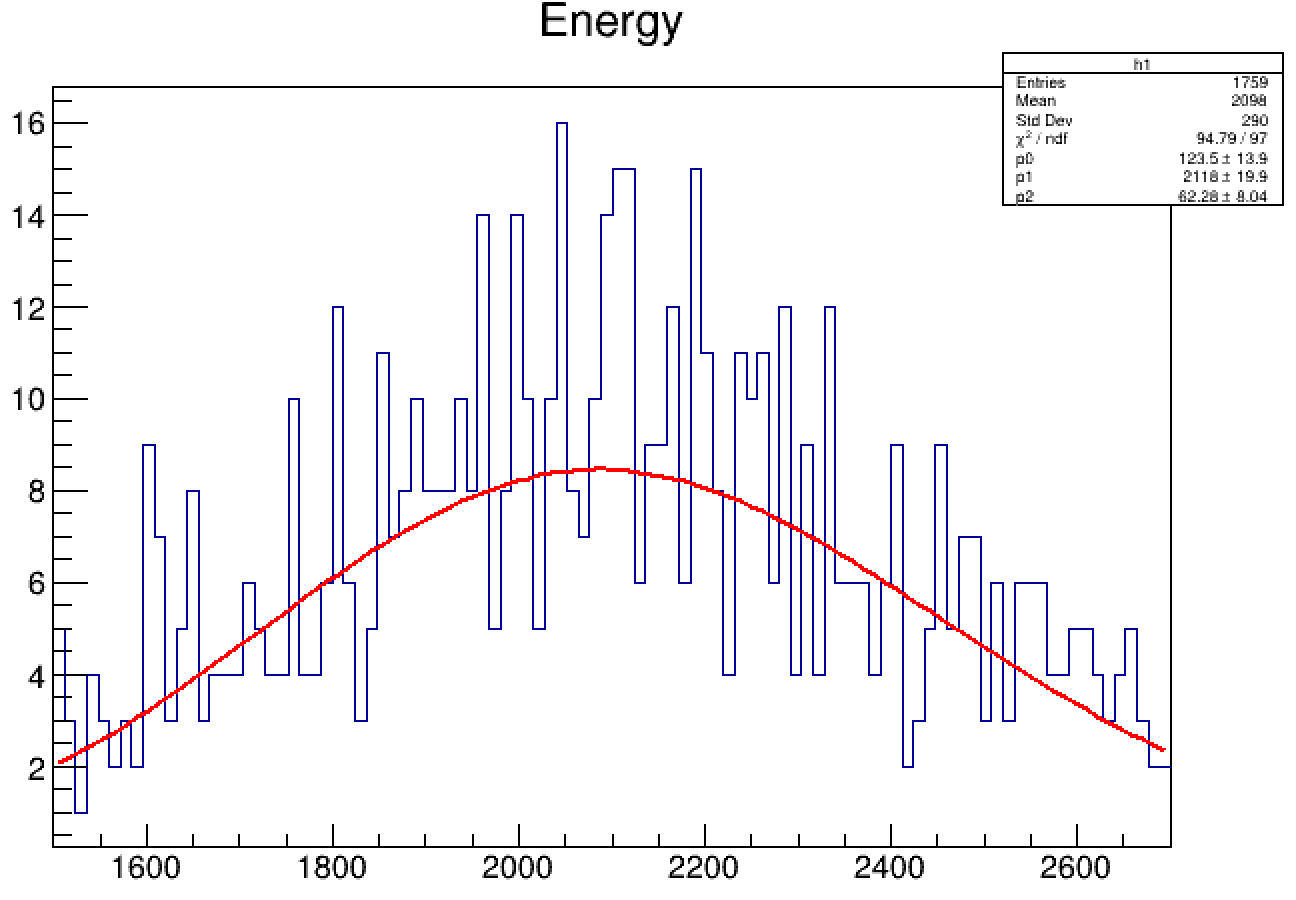 Energy
h1
Entries 1759
Mean 2098
Std Dev 290
χ² / ndf 94.79 / 97
p0 123.5 ± 13.9
p1 2118 ± 19.9
p2 62.28 ± 8.04
16
14
12
10
8
6
4
2
1600 1800 2000 2200 2400 2600